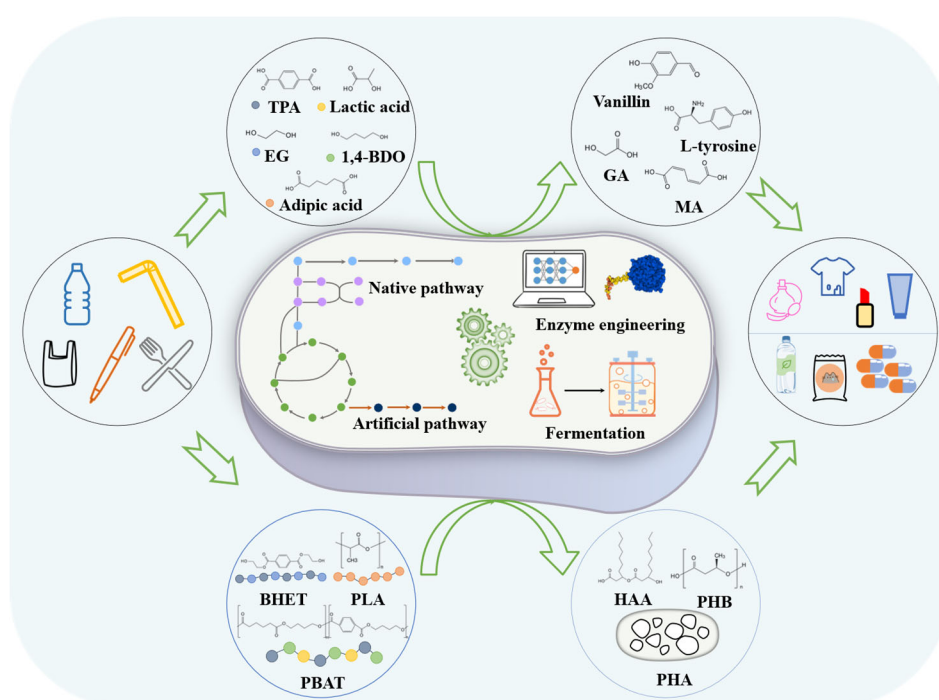 TPA
Lactic acid
EG
1,4-BDO
Adipic acid
Vanillin
L-tyrosine
GA
MA
Native pathway
Enzyme engineering
Artificial pathway
Fermentation
BHET
PLA
PBAT
HAA
PHB
PHA